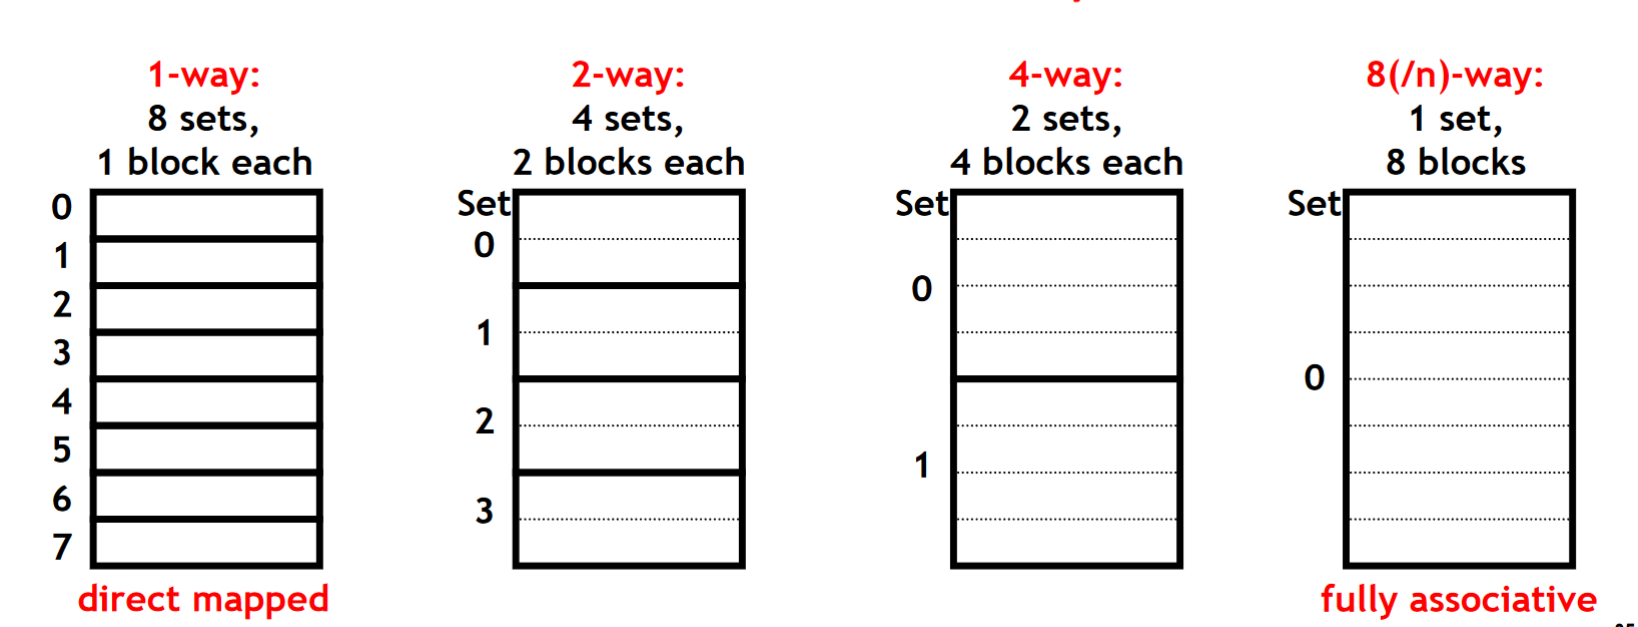 1-way:
8 sets,
1 block each
0
1
2
3
4
5
6
7
direct mapped
2-way:
4 sets,
2 blocks each
Set
0
1
2
3
4-way:
2 sets,
4 blocks each
Set
0
1
8(/n)-way:
1 set,
8 blocks
Set
0
fully associative